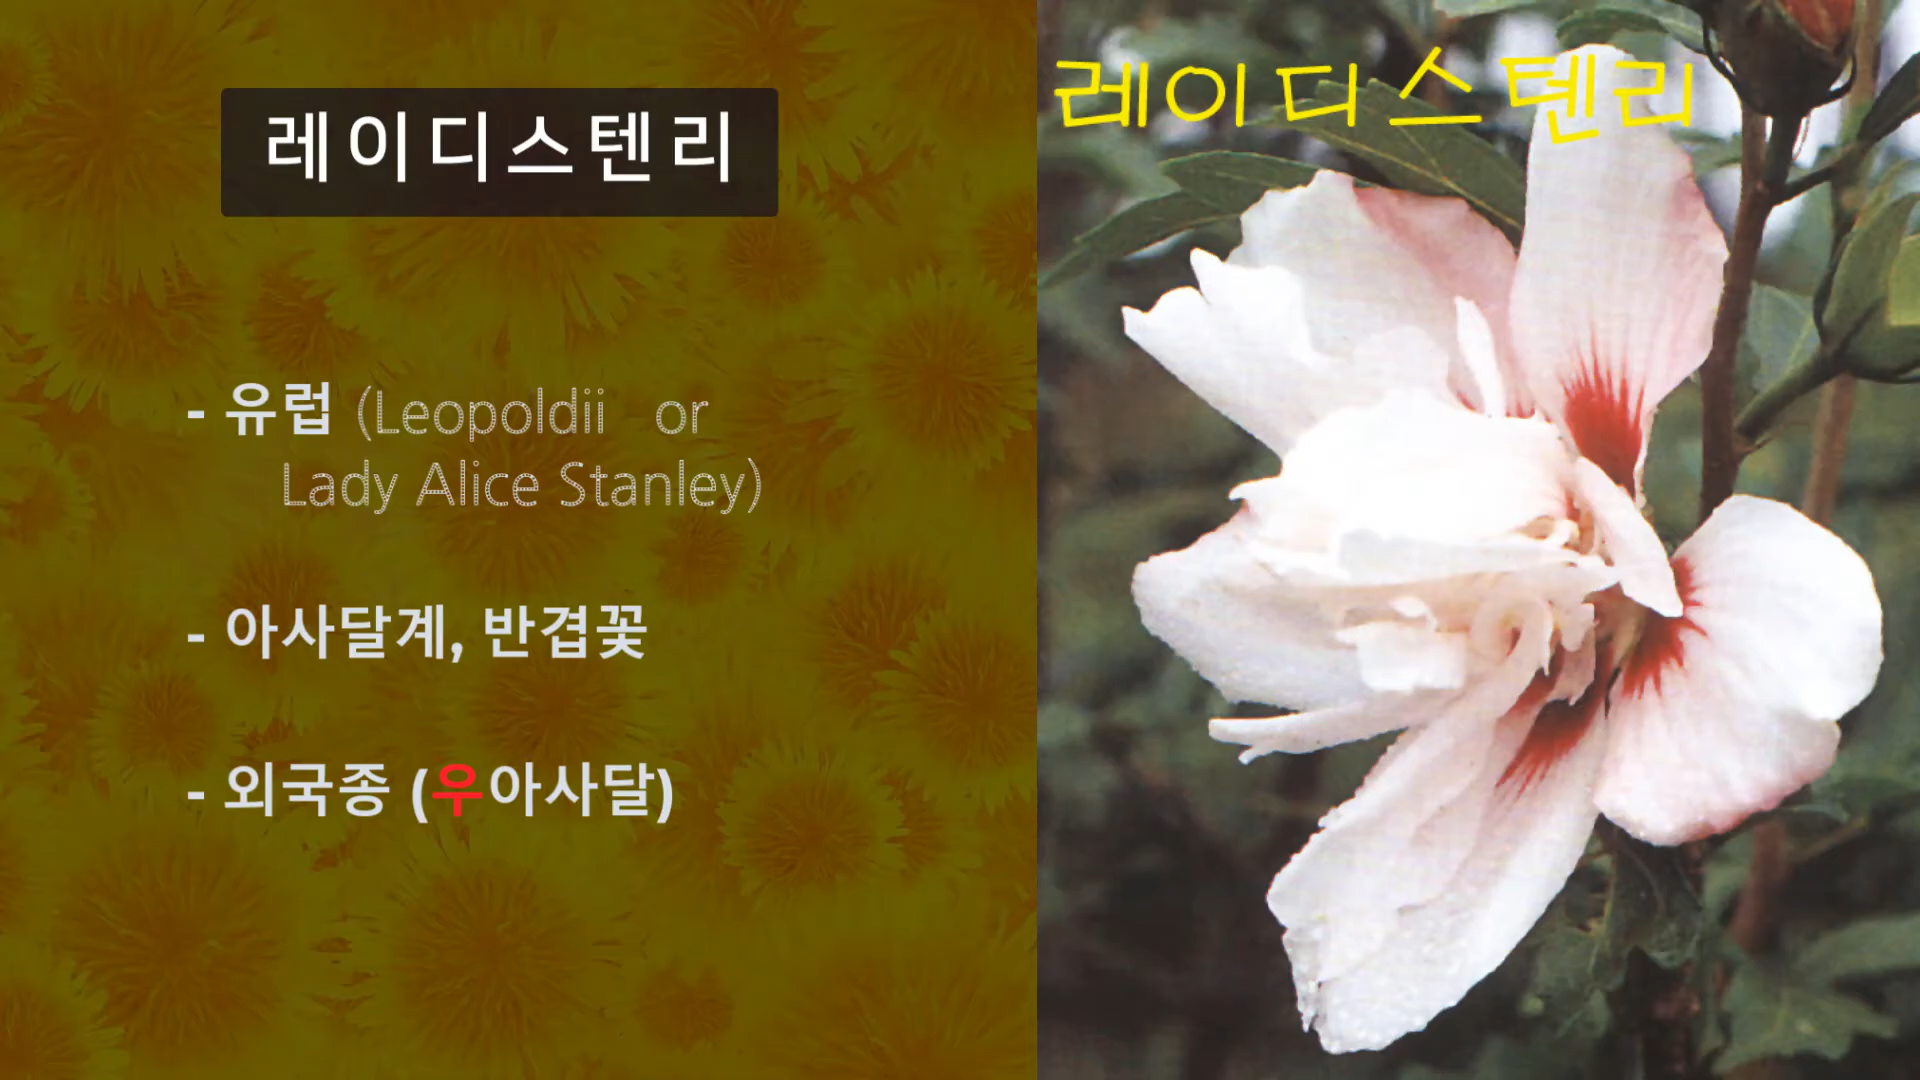 레이디스텐리
- 유럽 (Leopoldii or
Lady Alice Stanley)
- 아사달계, 반겹꽃
- 외국종 (우아사달)
레이디스텐리